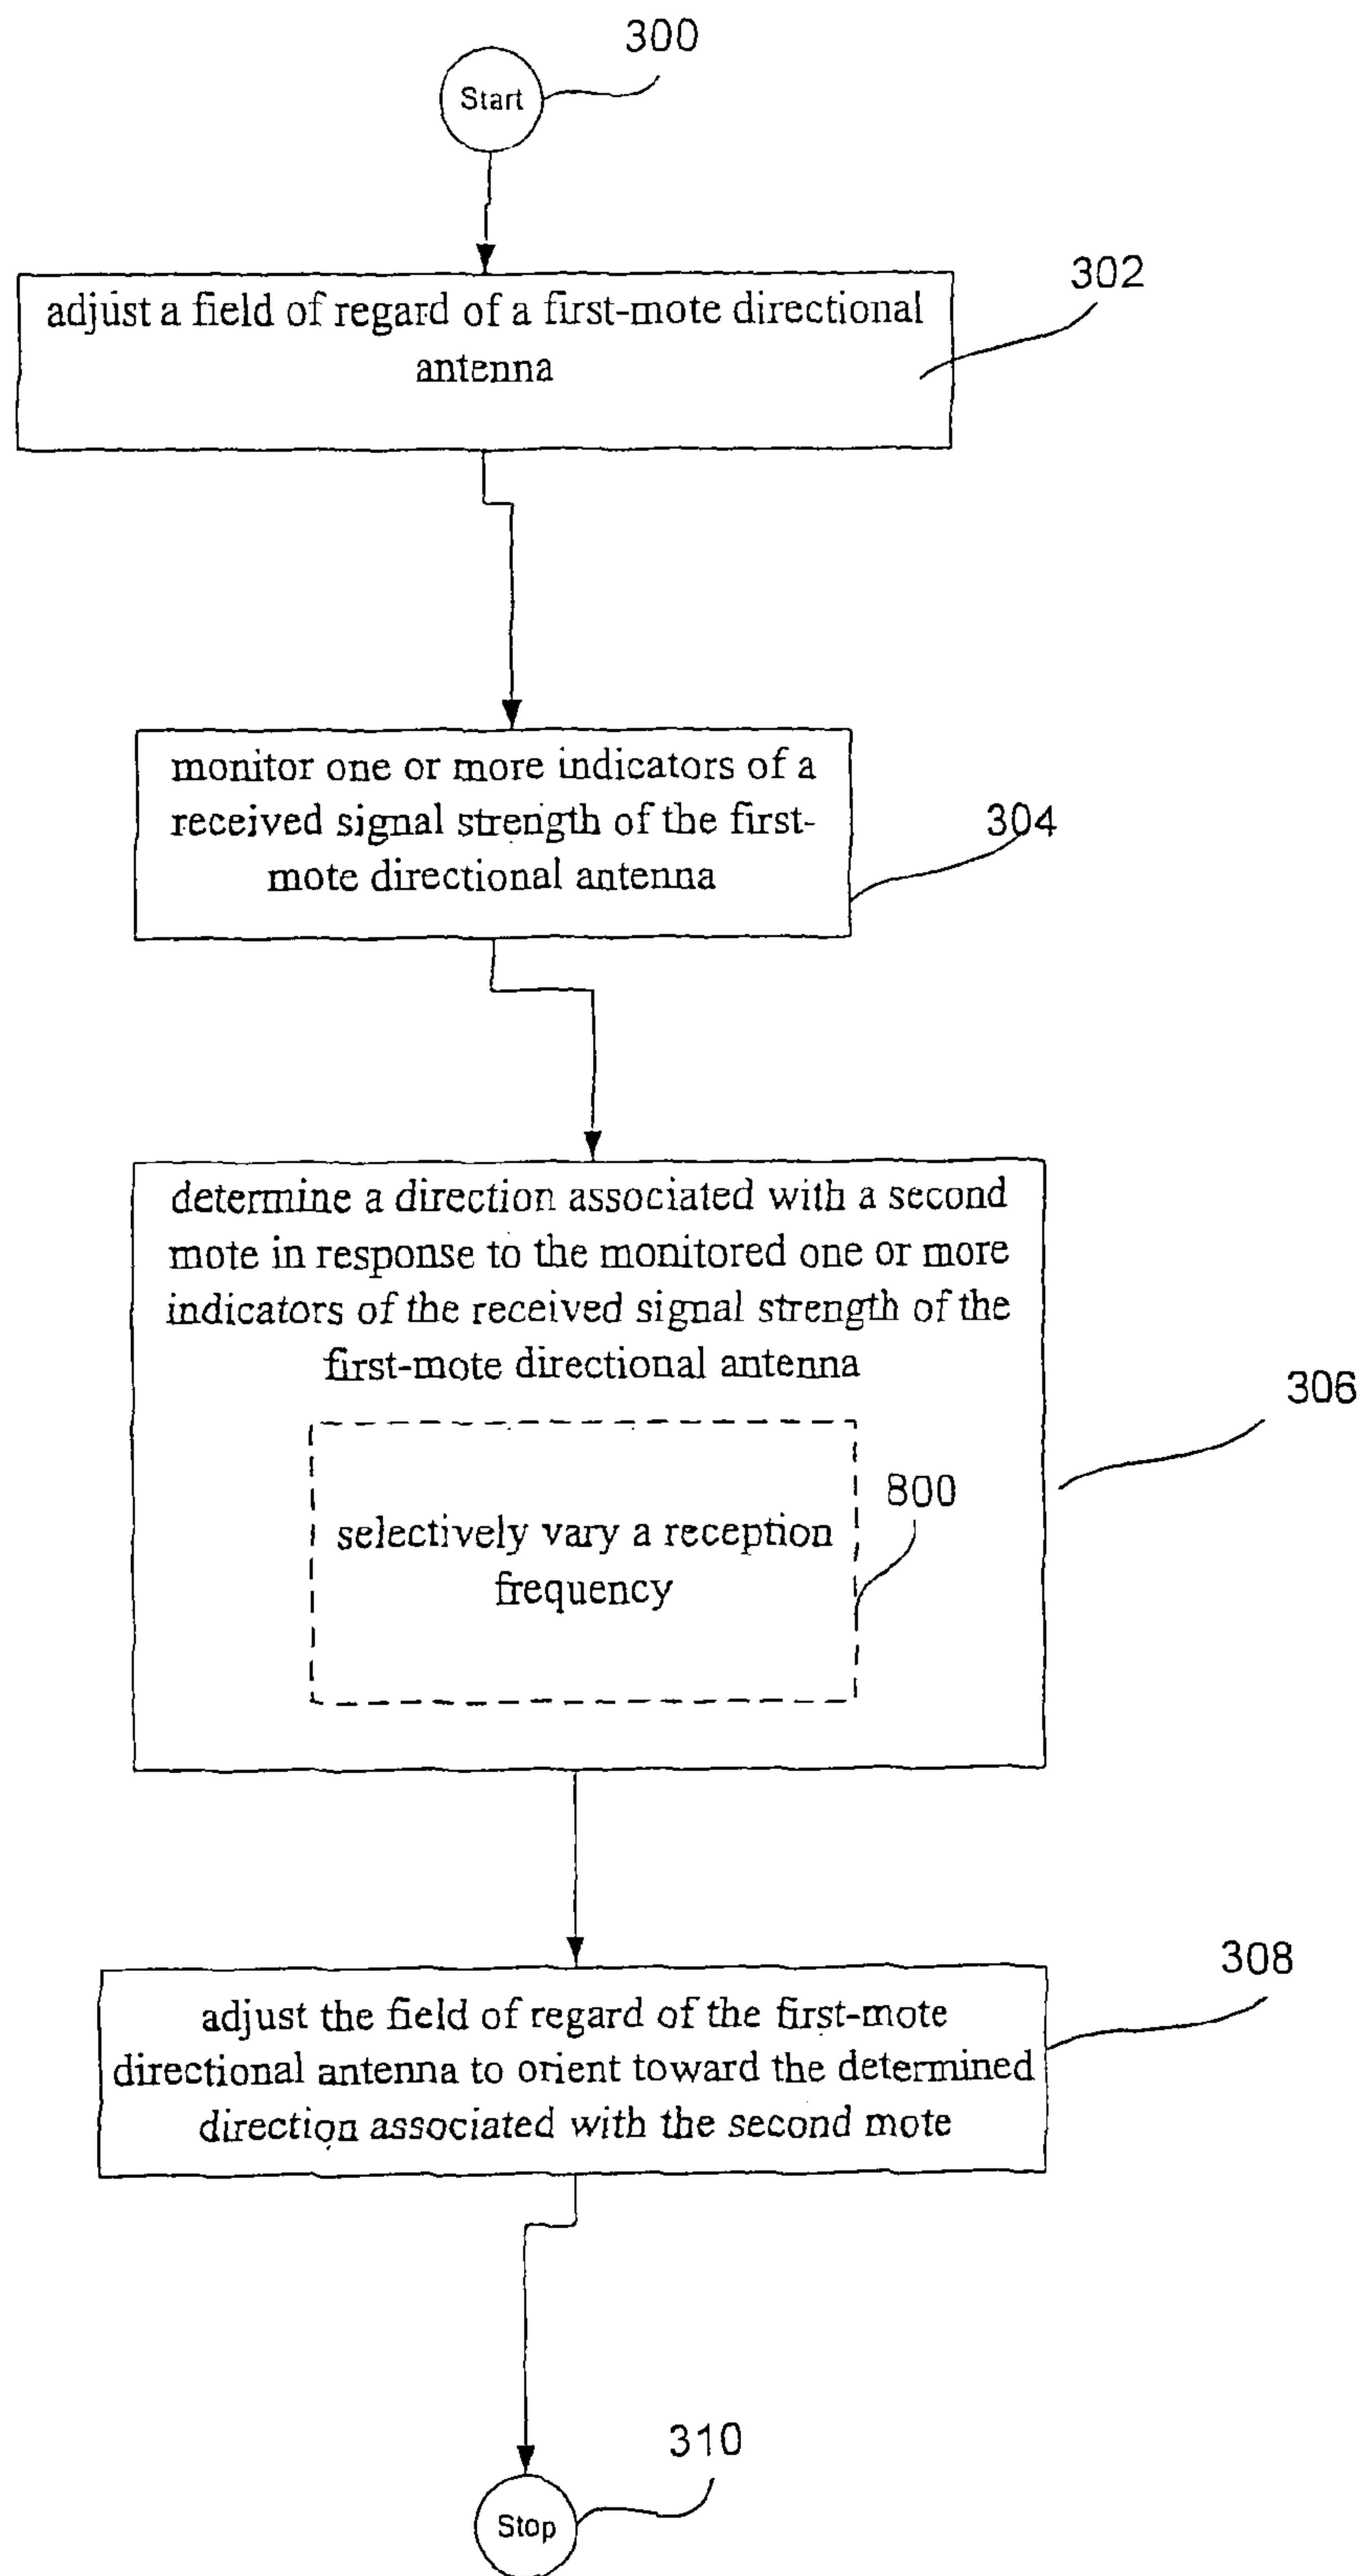 300
Start
302
adjust a field of regard of a first-mote directional
antenna
monitor one or more indicators of a
received signal strength of the first-
mote directional antenna
304
determine a direction associated with a second
mote in response to the monitored one or more
indicators of the received signal strength of the
first-mote directional antenna
306
800
selectively vary a reception
frequency
308
adjust the field of regard of the first-mote
directional antenna to orient toward the determined
direction associated with the second mote
310
Stop